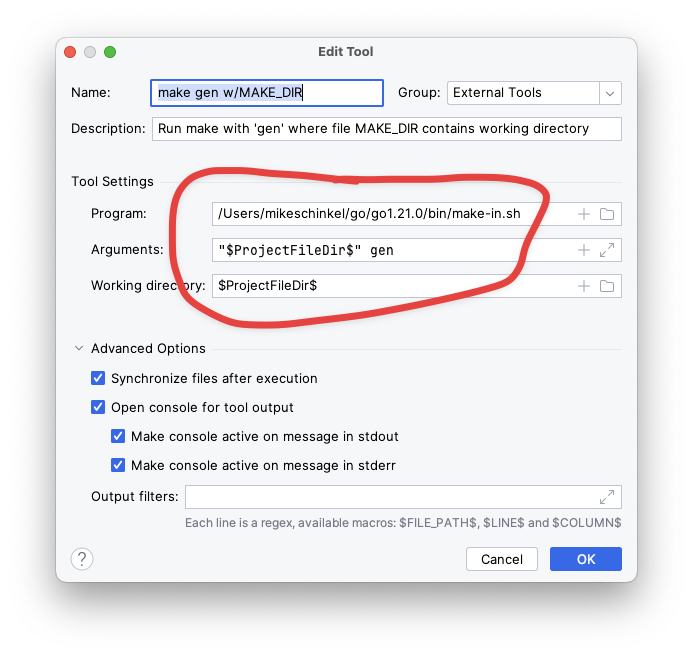 Edit Tool
Name: make gen w/MAKE_DIR Group: External Tools
Description: Run make with 'gen' where file MAKE_DIR contains working directory
Tool Settings
Program: /Users/mikeschinkel/go/go1.21.0/bin/make-in.sh
Arguments: "$ProjectFileDir$" gen
Working directory: $ProjectFileDir$
Advanced Options
Synchronize files after execution
Open console for tool output
Make console active on message in stdout
Make console active on message in stderr
Output filters:
Each line is a regex, available macros: $FILE_PATH$, $LINE$ and $COLUMN$
? Cancel OK